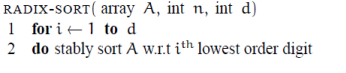 RADIX-SORT( array A, int n, int d)
1 for i ← 1 to d
2 do stably sort A w.r.t iᵗʰ lowest order digit